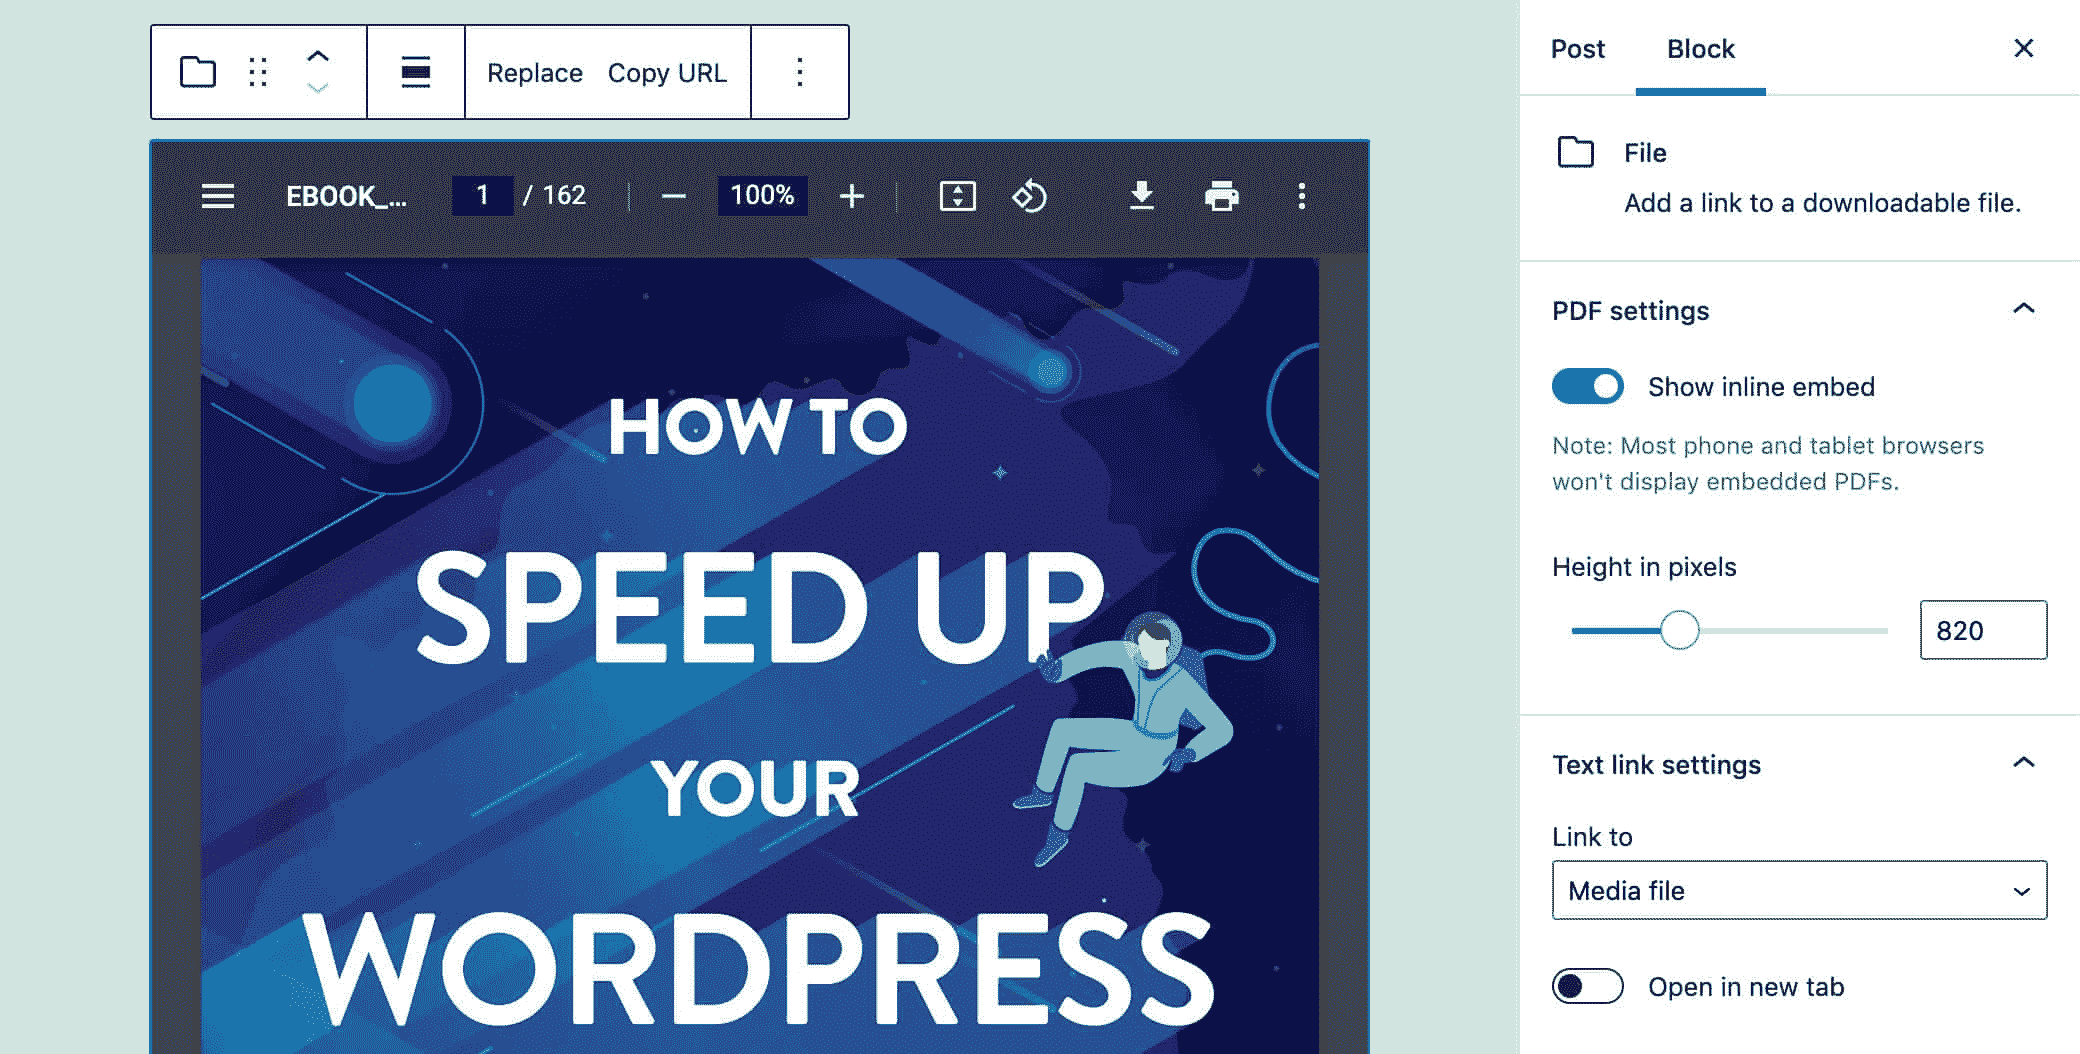 Replace Copy URL
EBOOK_... 1 / 162 100%
HOW TO
SPEED UP
YOUR
WORDPRESS
Post Block
File
Add a link to a downloadable file.
PDF settings
Show inline embed
Note: Most phone and tablet browsers
won't display embedded PDFs.
Height in pixels
820
Text link settings
Link to
Media file
Open in new tab